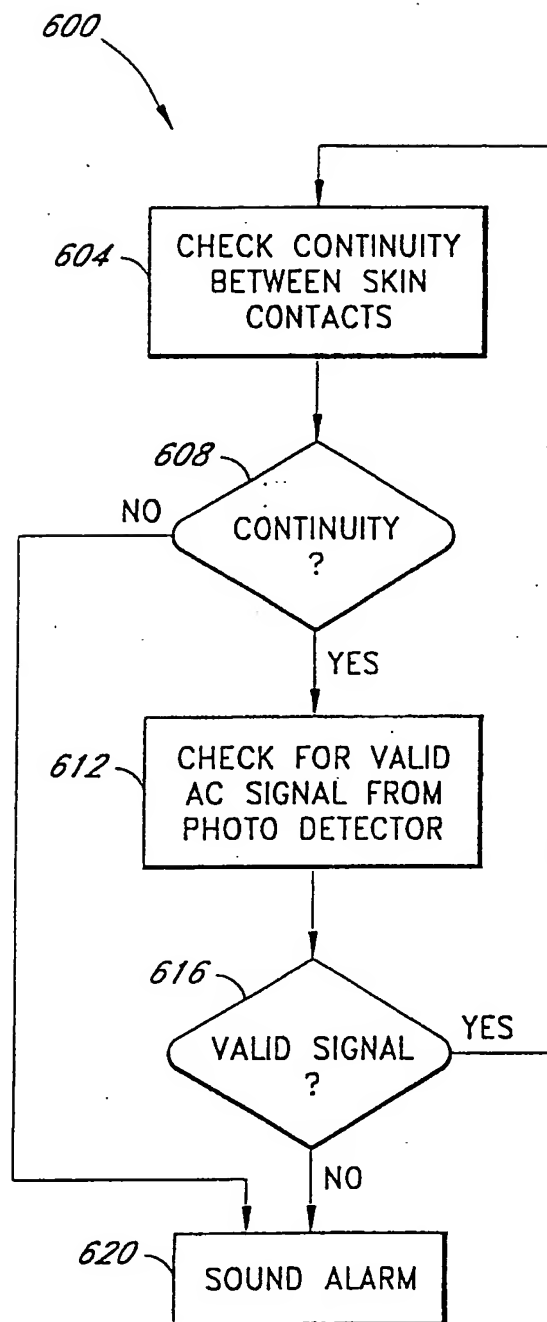 600
604
CHECK CONTINUITY
BETWEEN SKIN
CONTACTS
608
NO
CONTINUITY
?
YES
612
CHECK FOR VALID
AC SIGNAL FROM
PHOTO DETECTOR
616
VALID SIGNAL
?
YES
NO
620
SOUND ALARM